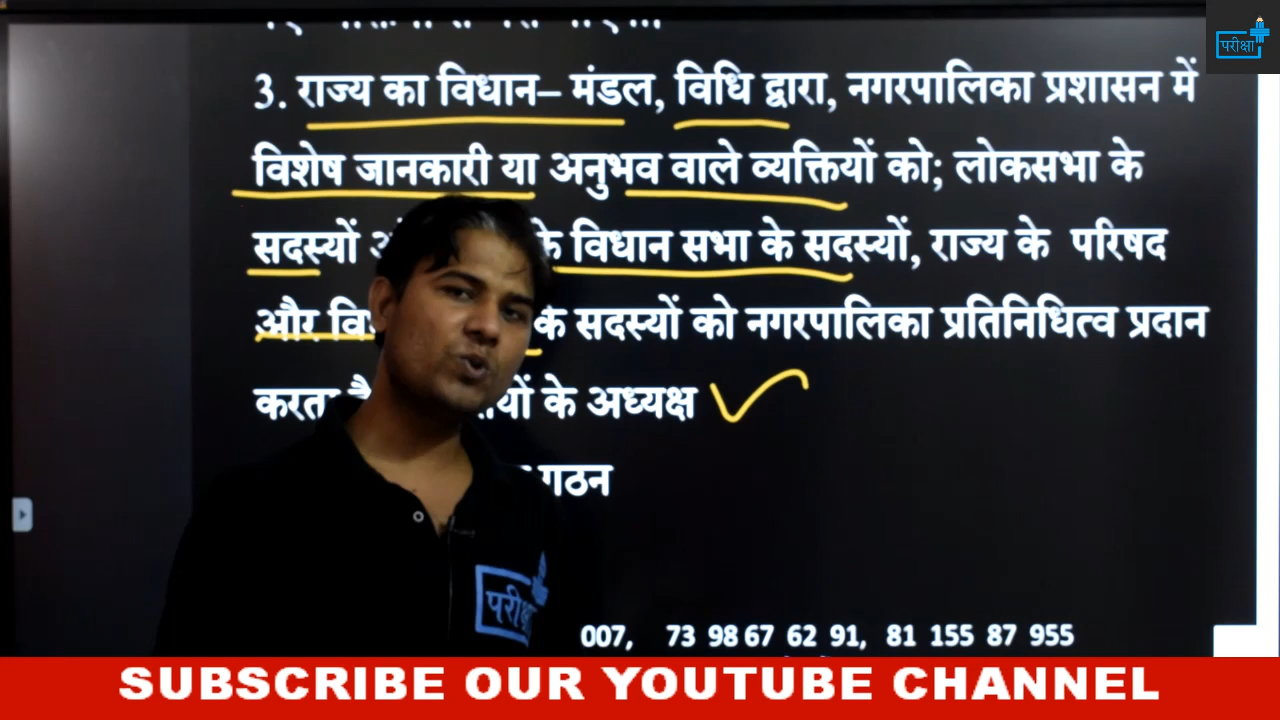 परीक्षा
3. राज्य का विधान– मंडल, विधि द्वारा, नगरपालिका प्रशासन में
विशेष जानकारी या अनुभव वाले व्यक्तियों को; लोकसभा के
सदस्यों के विधान सभा के सदस्यों, राज्य के परिषद
और के सदस्यों को नगरपालिका प्रतिनिधित्व प्रदान
के अध्यक्ष
गठन
परीक्षा
007, 73 98 67 62 91, 81 155 87 955
SUBSCRIBE OUR YOUTUBE CHANNEL